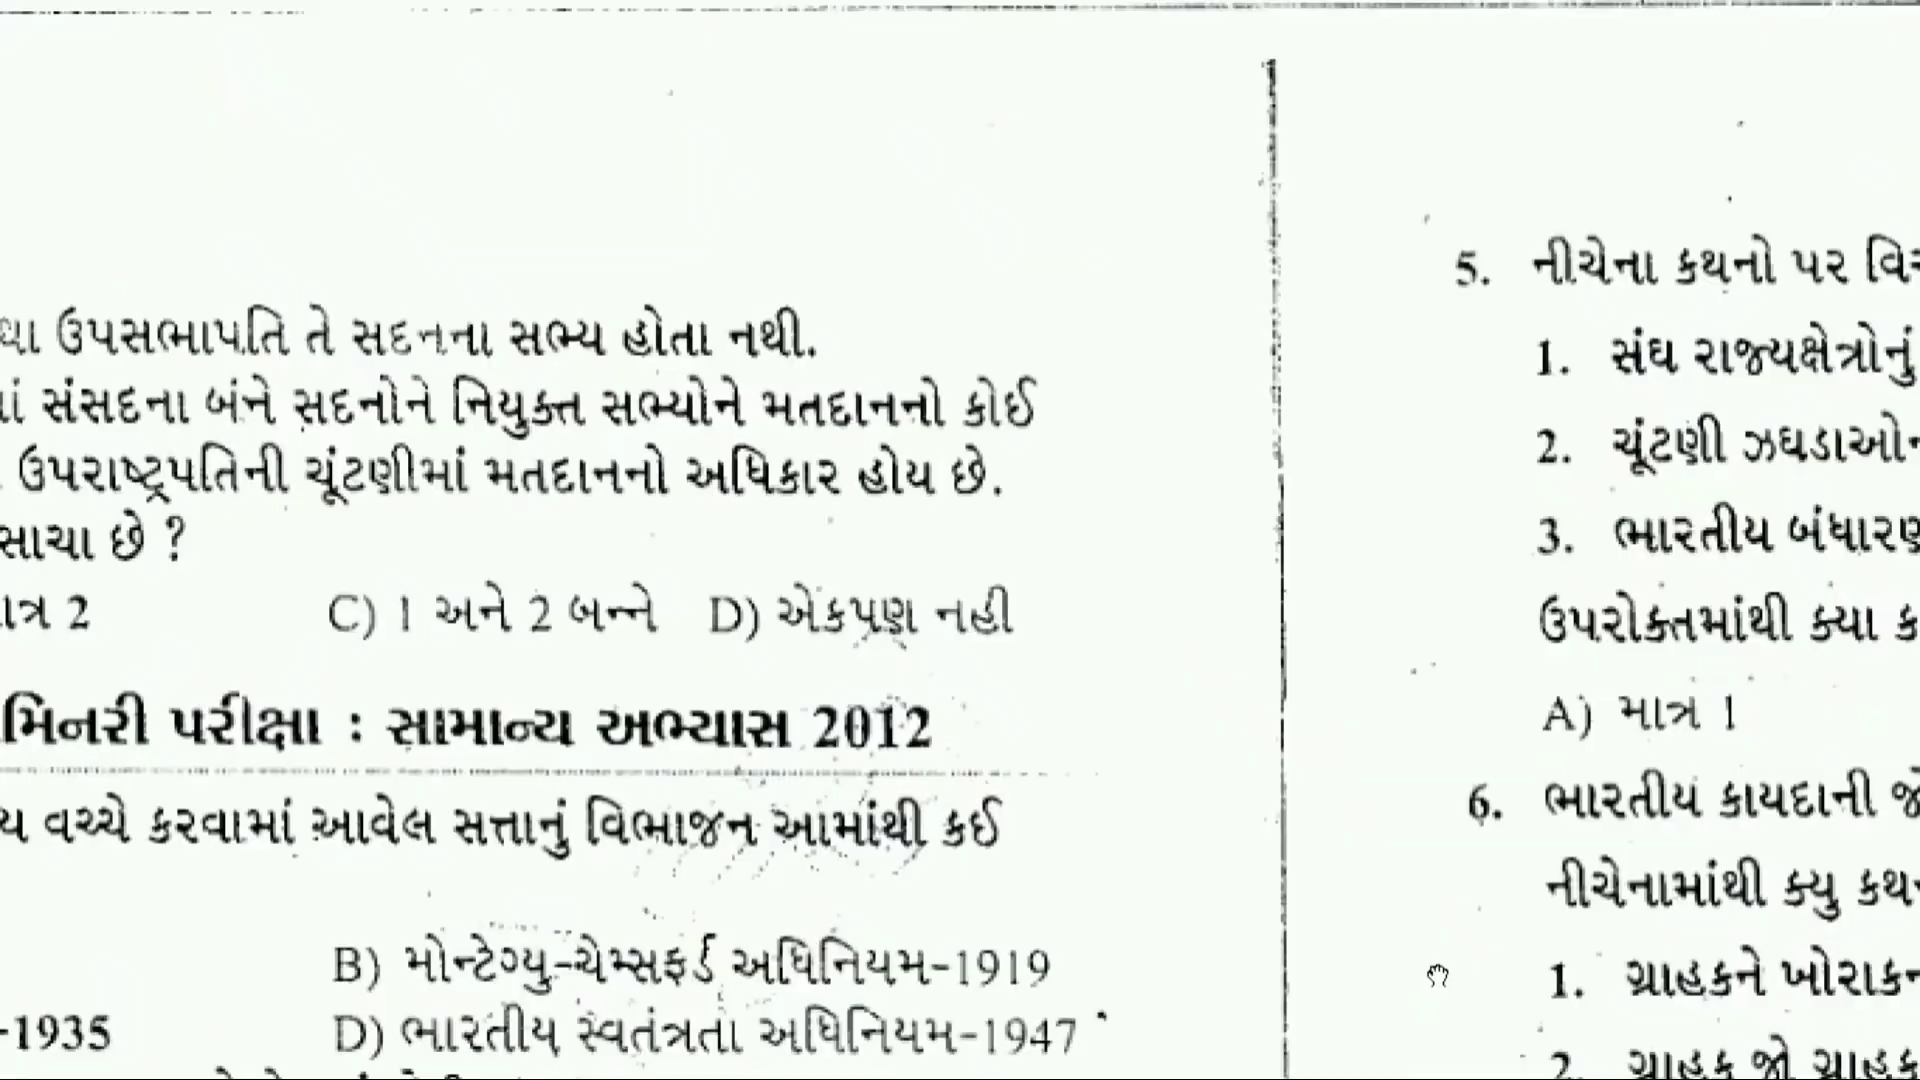 ઉપસભાપતિ તે સદનના સભ્ય હોતા નથી.
સંસદના બંને સદનોને નિયુક્ત સભ્યોને મતદાનનો કોઈ
ઉપરાષ્ટ્રપતિની ચૂંટણીમાં મતદાનનો અધિકાર હોય છે.
સાચા છે ?
2 C) 1 અને 2 બન્ને D) એકપણ નહી
મિનરી પરીક્ષા : સામાન્ય અભ્યાસ 2012
ય વચ્ચે કરવામાં આવેલ સત્તાનું વિભાજન આમાંથી કઈ
B) મોન્ટેગ્યુ-ચેમ્સફર્ડ અધિનિયમ-1919
-1935 D) ભારતીય સ્વતંત્રતા અધિનિયમ-1947
5. નીચેના કથનો પર
1. સંઘ રાજ્યક્ષેત્રોનું
2. ચૂંટણી ઝઘડાઓ
3. ભારતીય બંધારણ
ઉપરોક્તમાંથી ક્યા ક
A) માત્ર 1
6. ભારતીય કાયદાની
નીચેનામાંથી ક્યુ કથ
1. ગ્રાહકને ખોરાક
2. ગ્રાહક જો ગ્રાહક